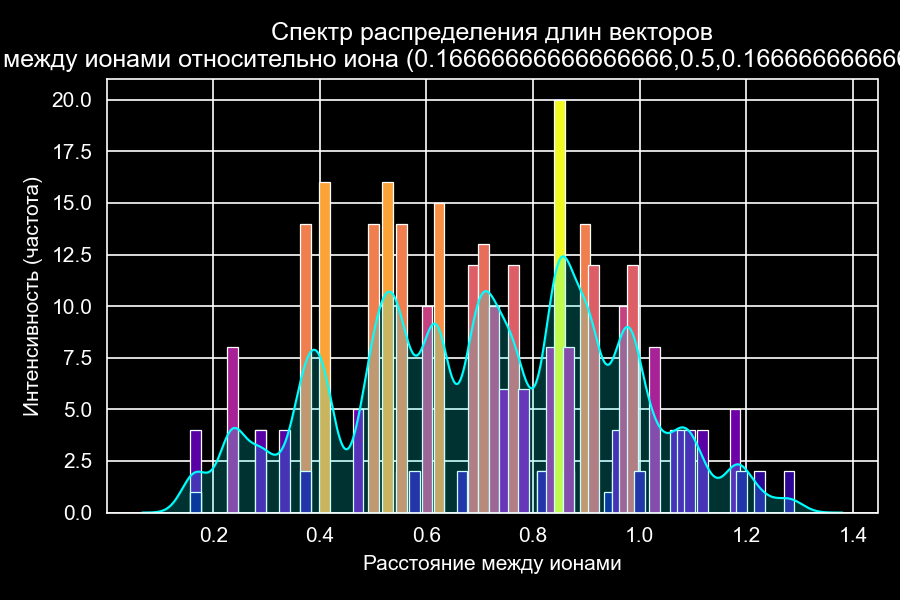 Спектр распределения длин векторов
между ионами относительно иона (0.16666666666666666,0.5,0.166666666666
20.0
17.5
15.0
12.5
10.0
7.5
5.0
2.5
0.0
Интенсивность (частота)
0.2 0.4 0.6 0.8 1.0 1.2 1.4
Расстояние между ионами